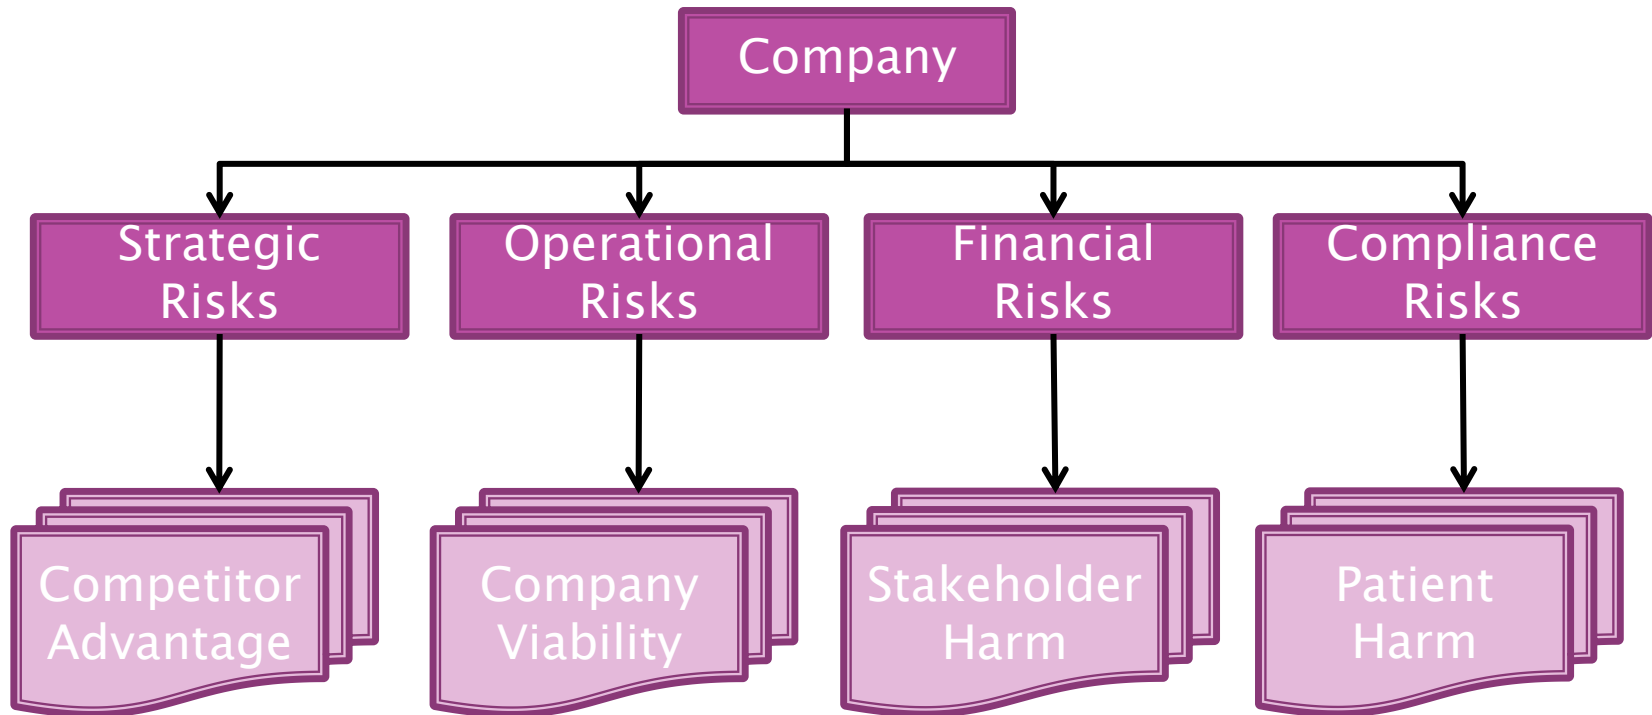 Company
Strategic
Risks
Operational
Risks
Financial
Risks
Compliance
Risks
Competitor
Advantage
Company
Viability
Stakeholder
Harm
Patient
Harm